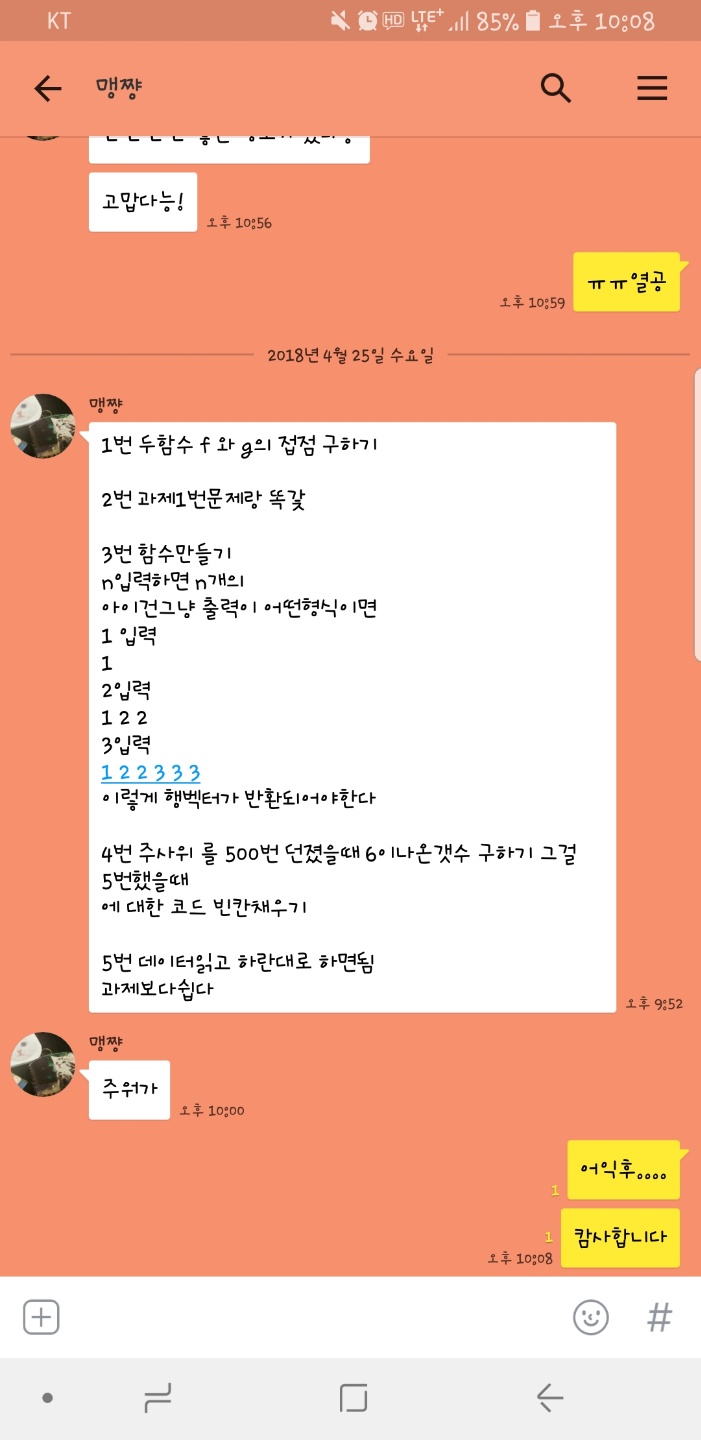 KT
HD LTE+ 85% 오후 10:08
맹쨩
고맙다능!
오후 10:56
ㅠㅠ열공
오후 10:59
2018년 4월 25일 수요일
맹쨩
1번 두함수 f 와 g의 접점 구하기
2번 과제1번문제랑 똑같
3번 함수만들기
n입력하면 n개의
아이건그냥 출력이 어떤형식이면
1 입력
1
2입력
1 2 2
3입력
1 2 2 3 3 3
이렇게 행벡터가 반환되어야한다
4번 주사위 를 500번 던졌을때 6이나온갯수 구하기 그걸
5번했을때
에 대한 코드 빈칸채우기
5번 데이터읽고 하란대로 하면됨
과제보다쉽다
오후 9:52
맹쨩
주워가
오후 10:00
어익후....
1
캄사합니다
1
오후 10:08
#